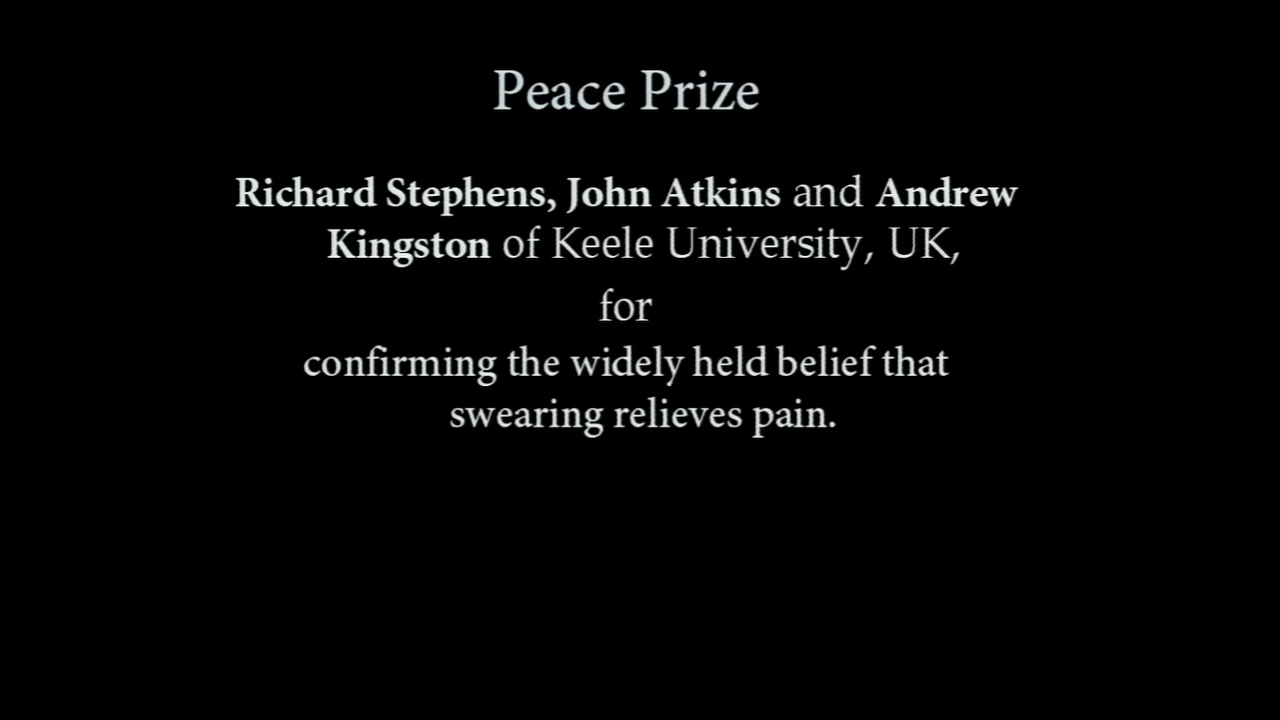 Peace Prize
Richard Stephens, John Atkins and Andrew
Kingston of Keele University, UK,
for
confirming the widely held belief that
swearing relieves pain.